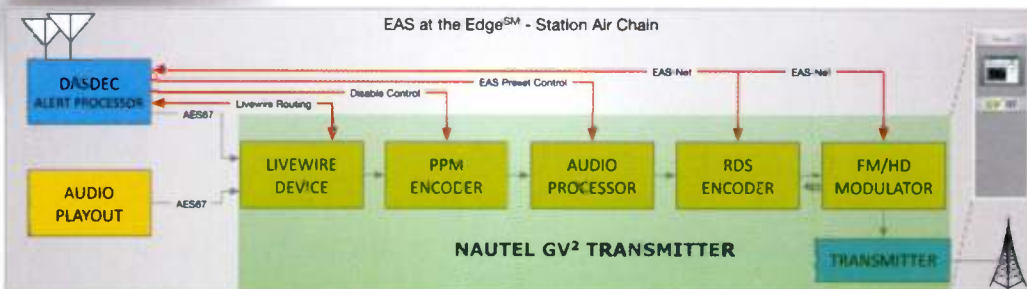 EAS at the Edge℠ - Station Air Chain
DASDEC
ALERT PROCESSOR
EAS-Net
EAS-Net
EAS Preset Control
Disable Control
Livewire Routing
AES67
AUDIO
PLAYOUT
AES67
LIVEWIRE
DEVICE
PPM
ENCODER
AUDIO
PROCESSOR
RDS
ENCODER
FM/HD
MODULATOR
NAUTEL GV² TRANSMITTER
TRANSMITTER